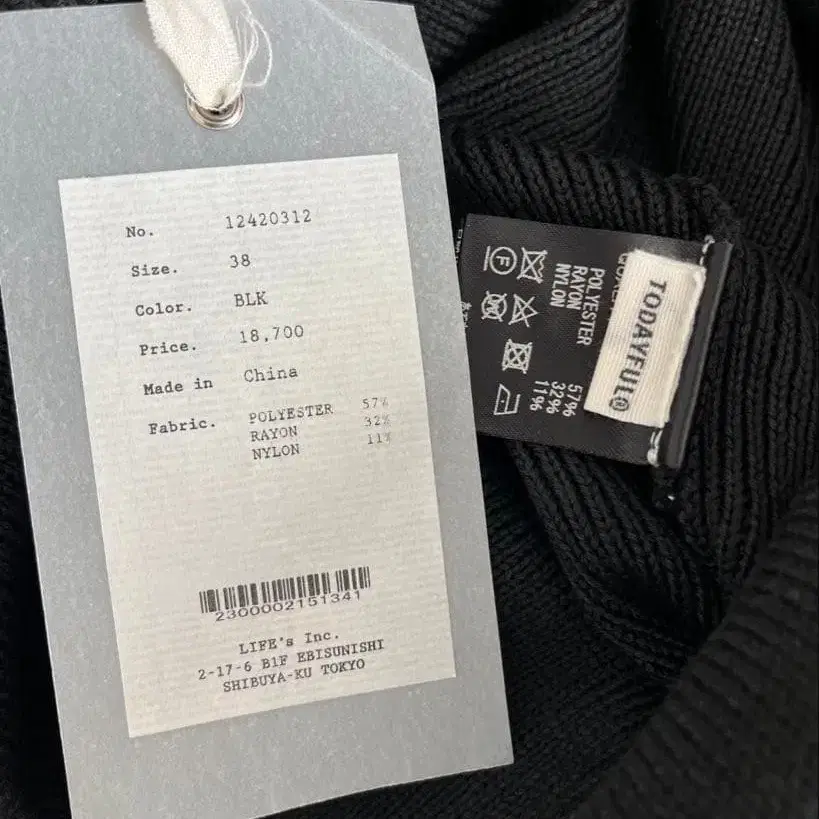 No. 12420312
Size. 38
Color. BLK
Price. 18,700
Made in China
Fabric. POLYESTER 57%
RAYON 32%
NYLON 11%
2300002151341
LIFE's Inc.
2-17-6 B1F EBISUNISHI
SHIBUYA-KU TOKYO
TODAYFUL®
POLYESTER 57%
RAYON 32%
NYLON 11%
F